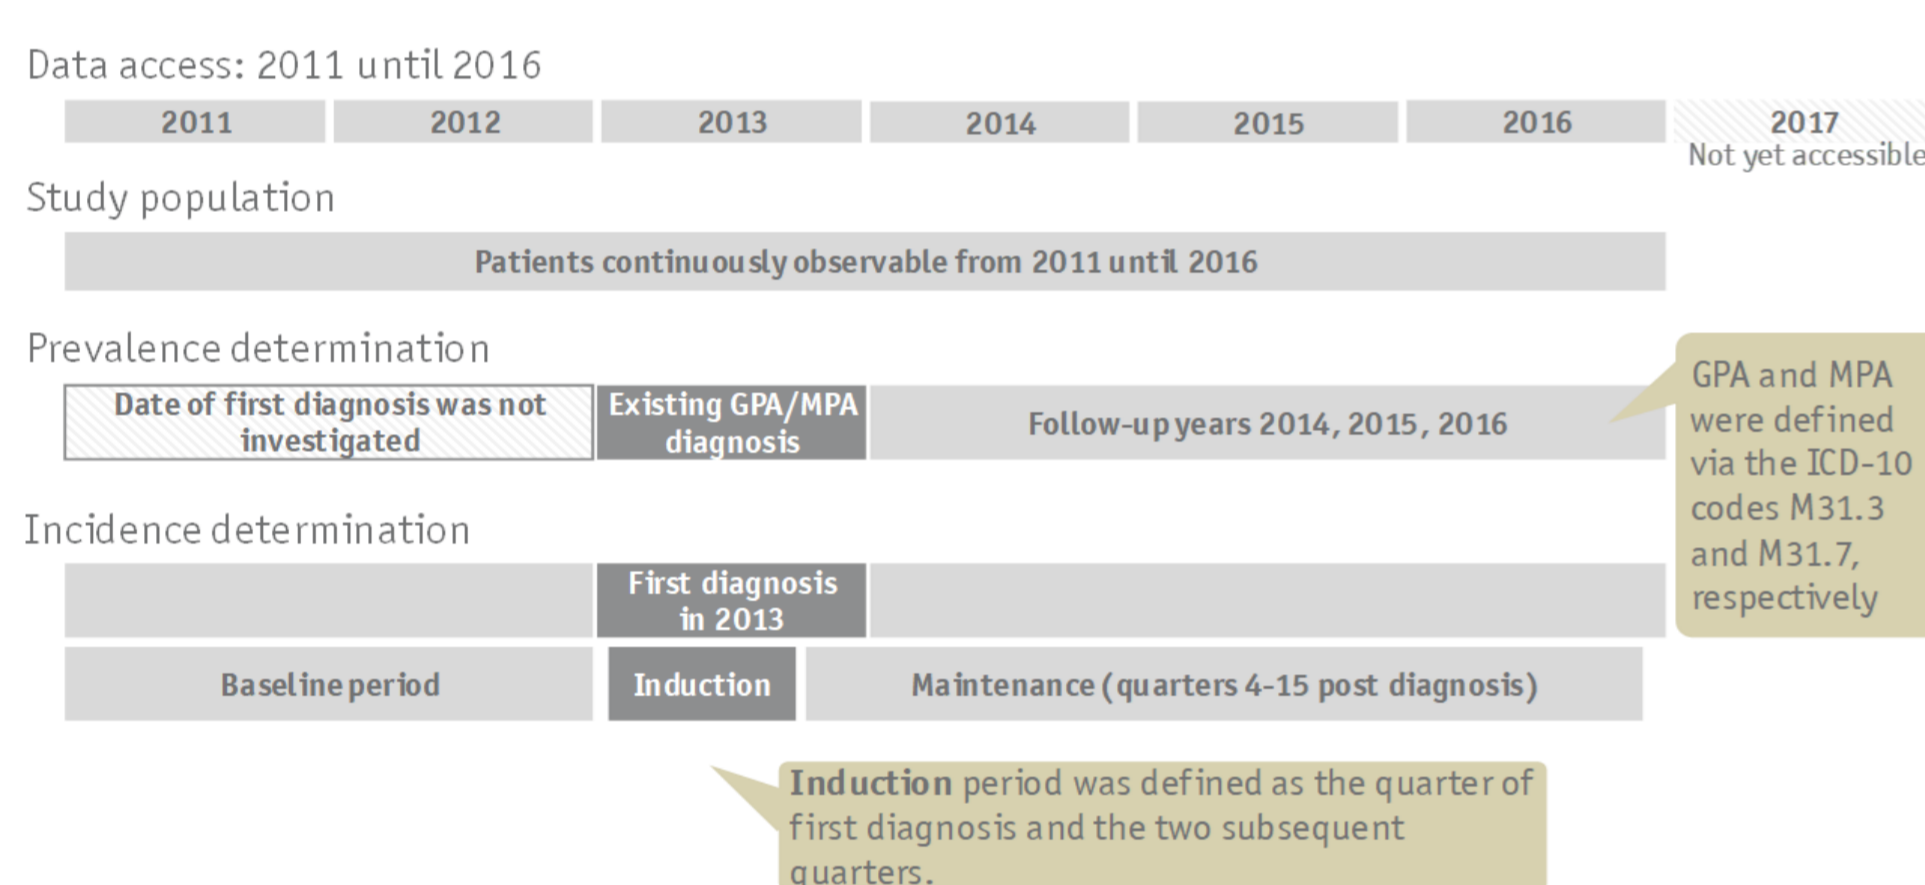 Data access: 2011 until 2016
2011 2012 2013 2014 2015 2016 2017
Not yet accessible
Study population
Patients continuously observable from 2011 until 2016
Prevalence determination
Date of first diagnosis was not
investigated
Existing GPA/MPA
diagnosis
Follow-up years 2014, 2015, 2016
GPA and MPA
were defined
via the ICD-10
codes M31.3
and M31.7,
respectively
Incidence determination
First diagnosis
in 2013
Baseline period
Induction
Maintenance (quarters 4-15 post diagnosis)
Induction period was defined as the quarter of
first diagnosis and the two subsequent
quarters.